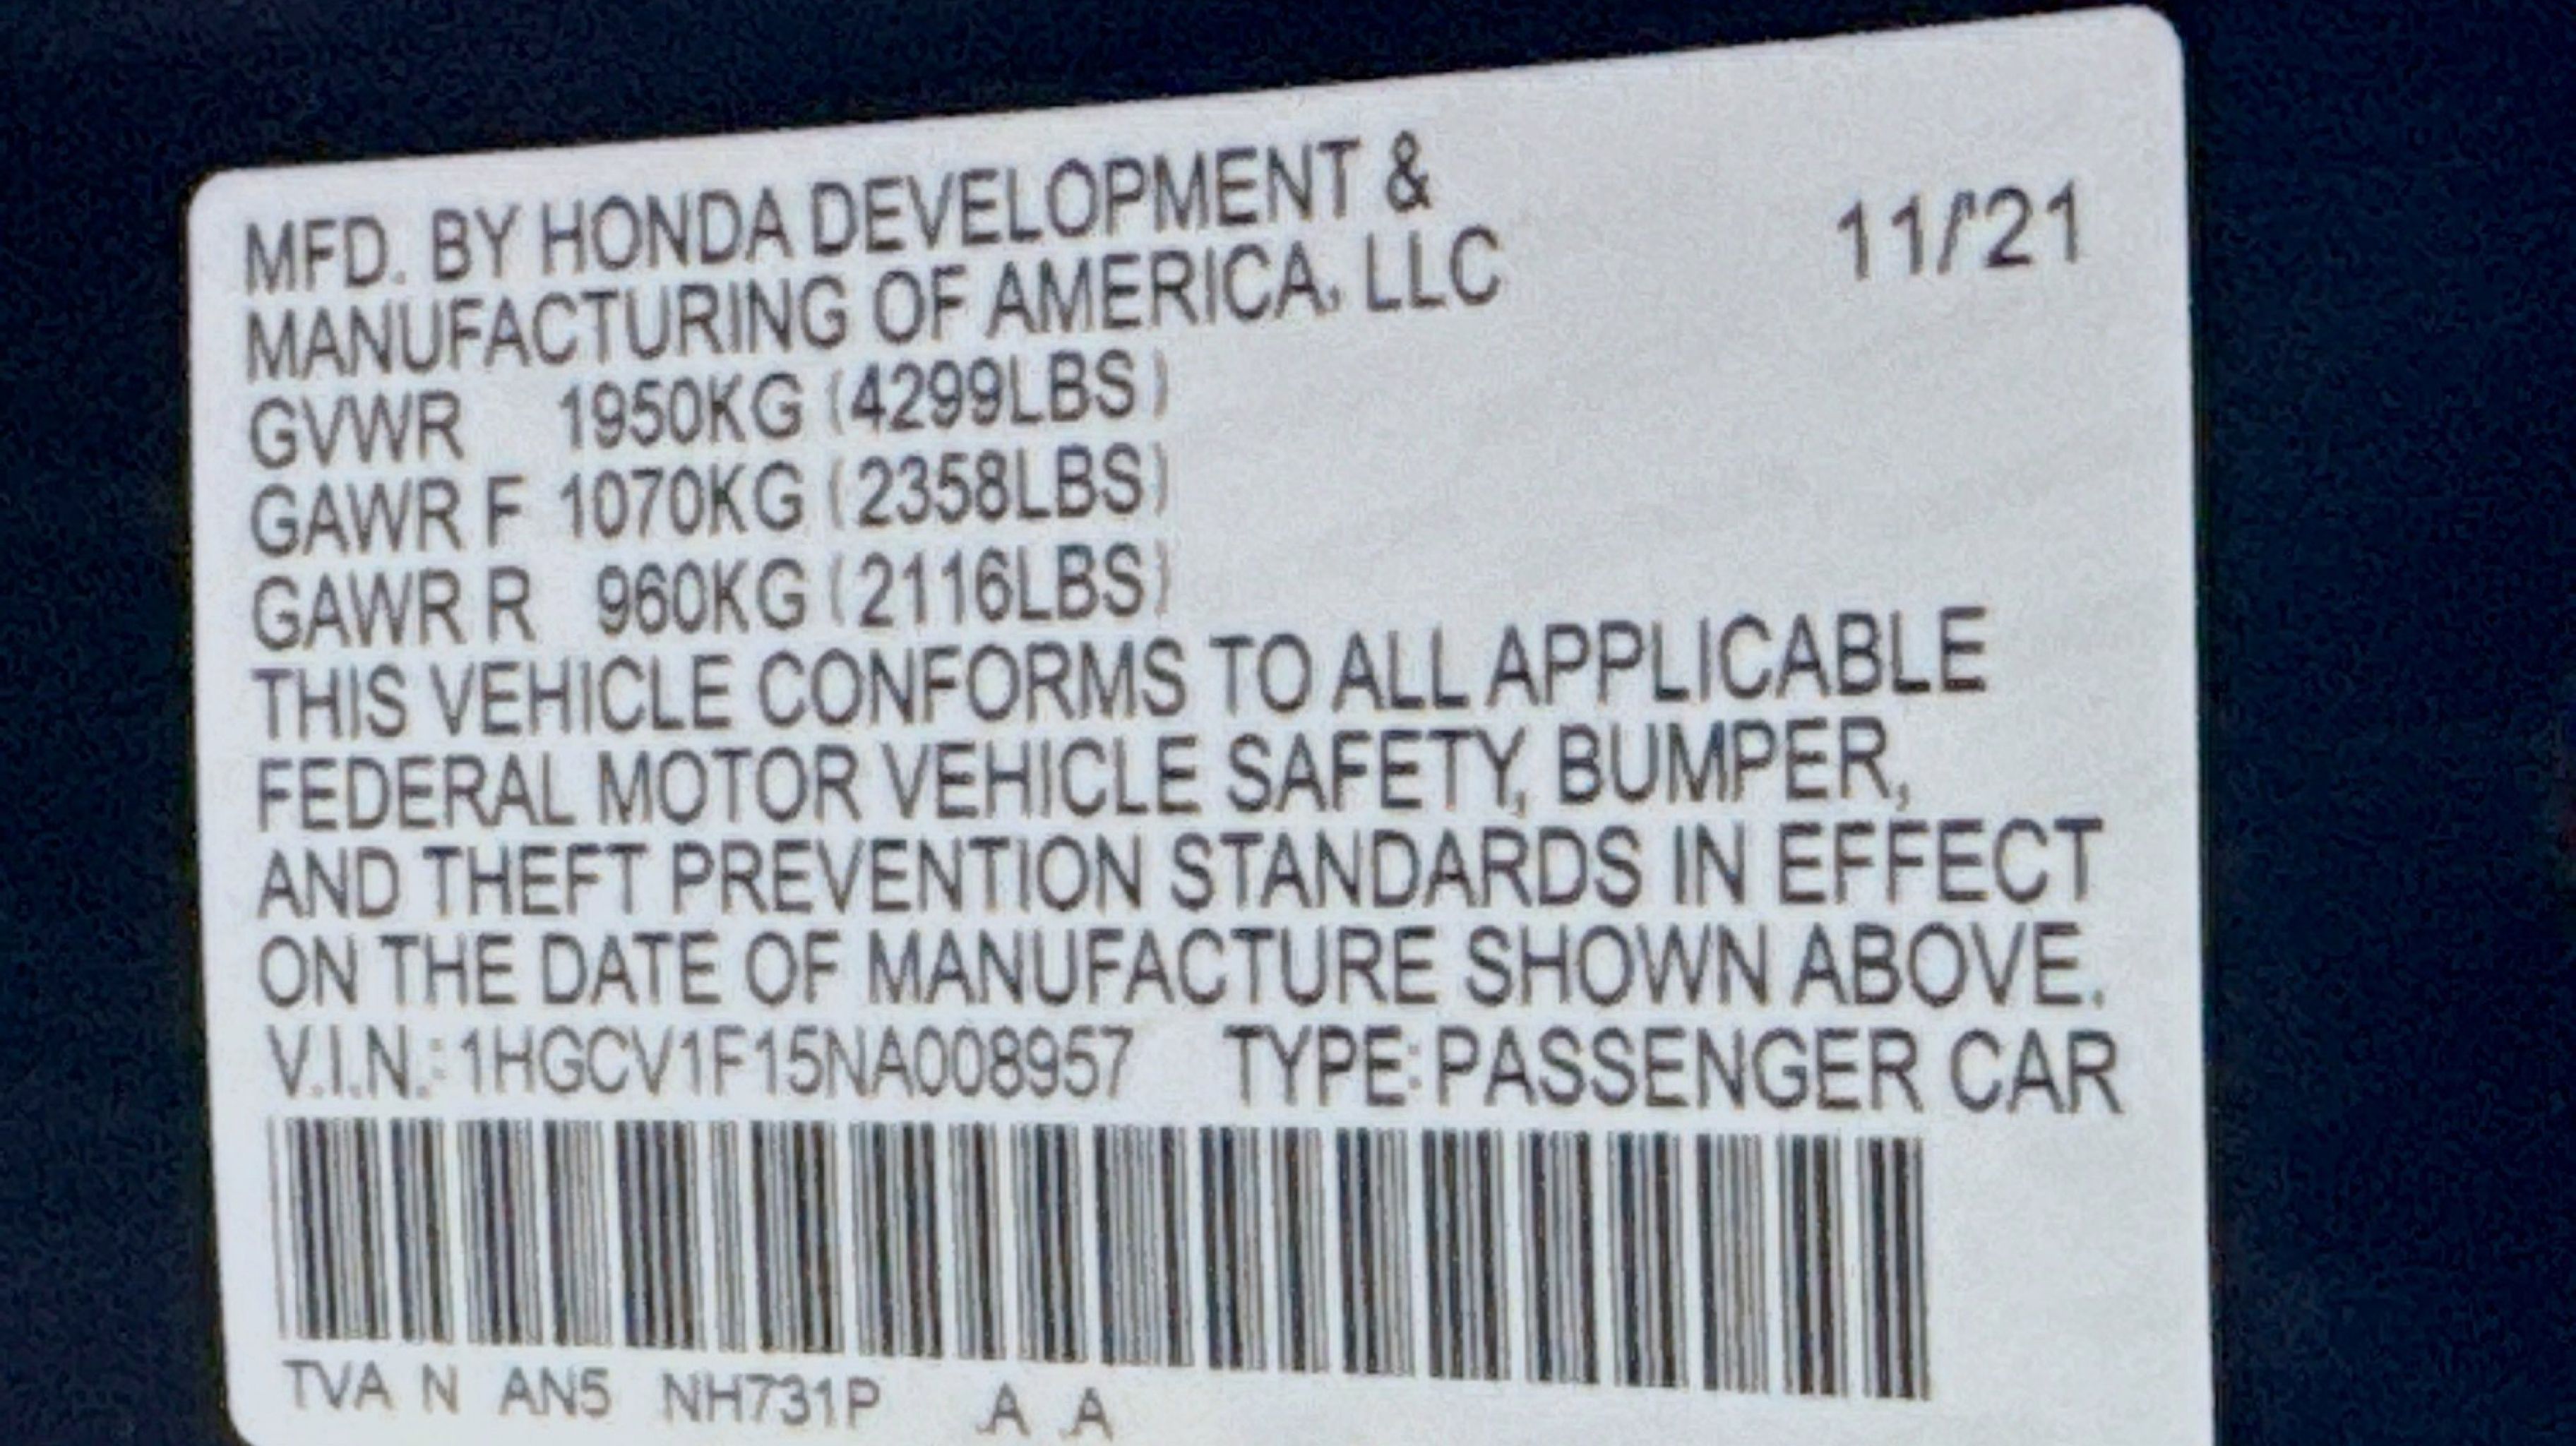 MFD. BY HONDA DEVELOPMENT &
MANUFACTURING OF AMERICA, LLC 11/'21
GVWR 1950KG (4299LBS)
GAWR F 1070KG (2358LBS)
GAWR R 960KG (2116LBS)
THIS VEHICLE CONFORMS TO ALL APPLICABLE
FEDERAL MOTOR VEHICLE SAFETY, BUMPER,
AND THEFT PREVENTION STANDARDS IN EFFECT
ON THE DATE OF MANUFACTURE SHOWN ABOVE.
V.I.N.: 1HGCV1F15NA008957 TYPE: PASSENGER CAR
TVA N AN5 NH731P A A